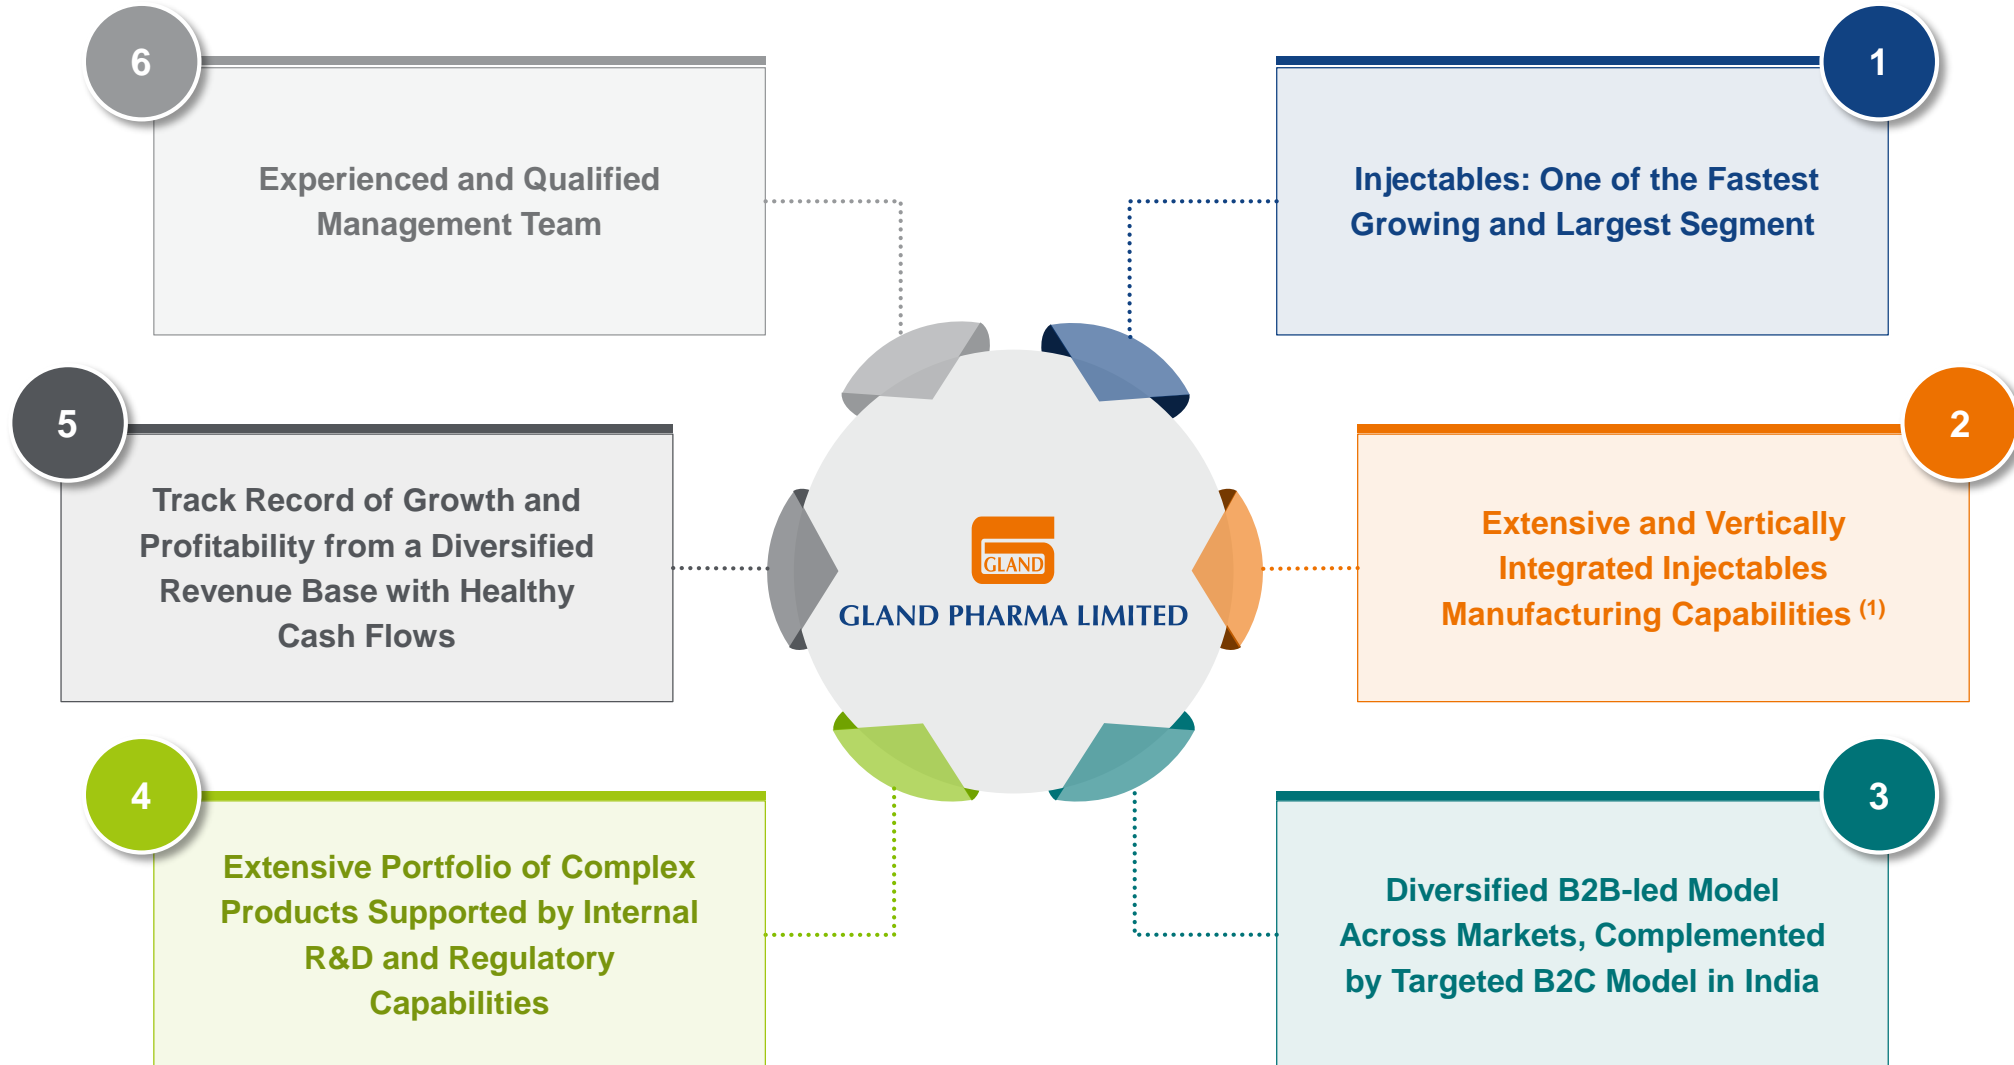 6
Experienced and Qualified
Management Team
1
Injectables: One of the Fastest
Growing and Largest Segment
5
Track Record of Growth and
Profitability from a Diversified
Revenue Base with Healthy
Cash Flows
GLAND
GLAND PHARMA LIMITED
2
Extensive and Vertically
Integrated Injectables
Manufacturing Capabilities (1)
4
Extensive Portfolio of Complex
Products Supported by Internal
R&D and Regulatory
Capabilities
3
Diversified B2B-led Model
Across Markets, Complemented
by Targeted B2C Model in India